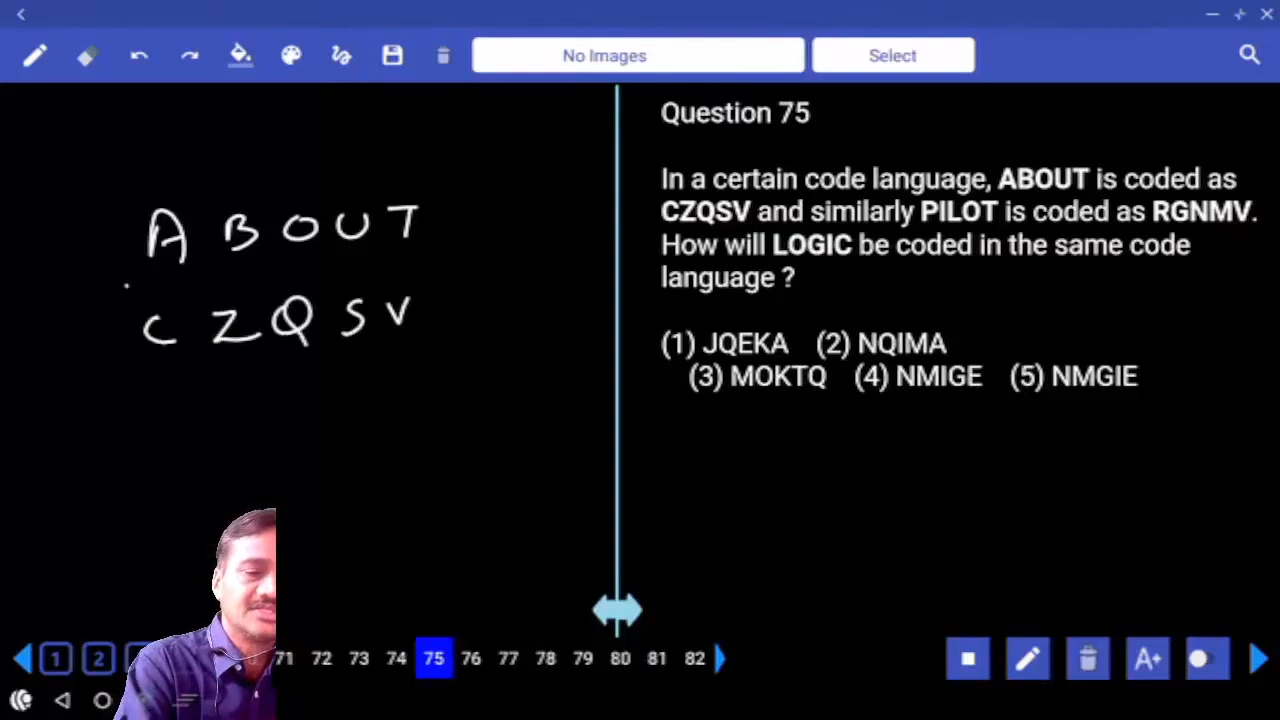 No Images
Select
Question 75
In a certain code language, ABOUT is coded as
CZQSV and similarly PILOT is coded as RGNMV.
How will LOGIC be coded in the same code
language ?
(1) JQEKA (2) NQIMA
(3) MOKTQ (4) NMIGE (5) NMGIE
A B O U T
C Z Q S V
1 2 71 72 73 74 75 76 77 78 79 80 81 82
A+